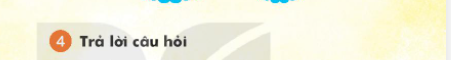 4 Trả lời câu hỏi